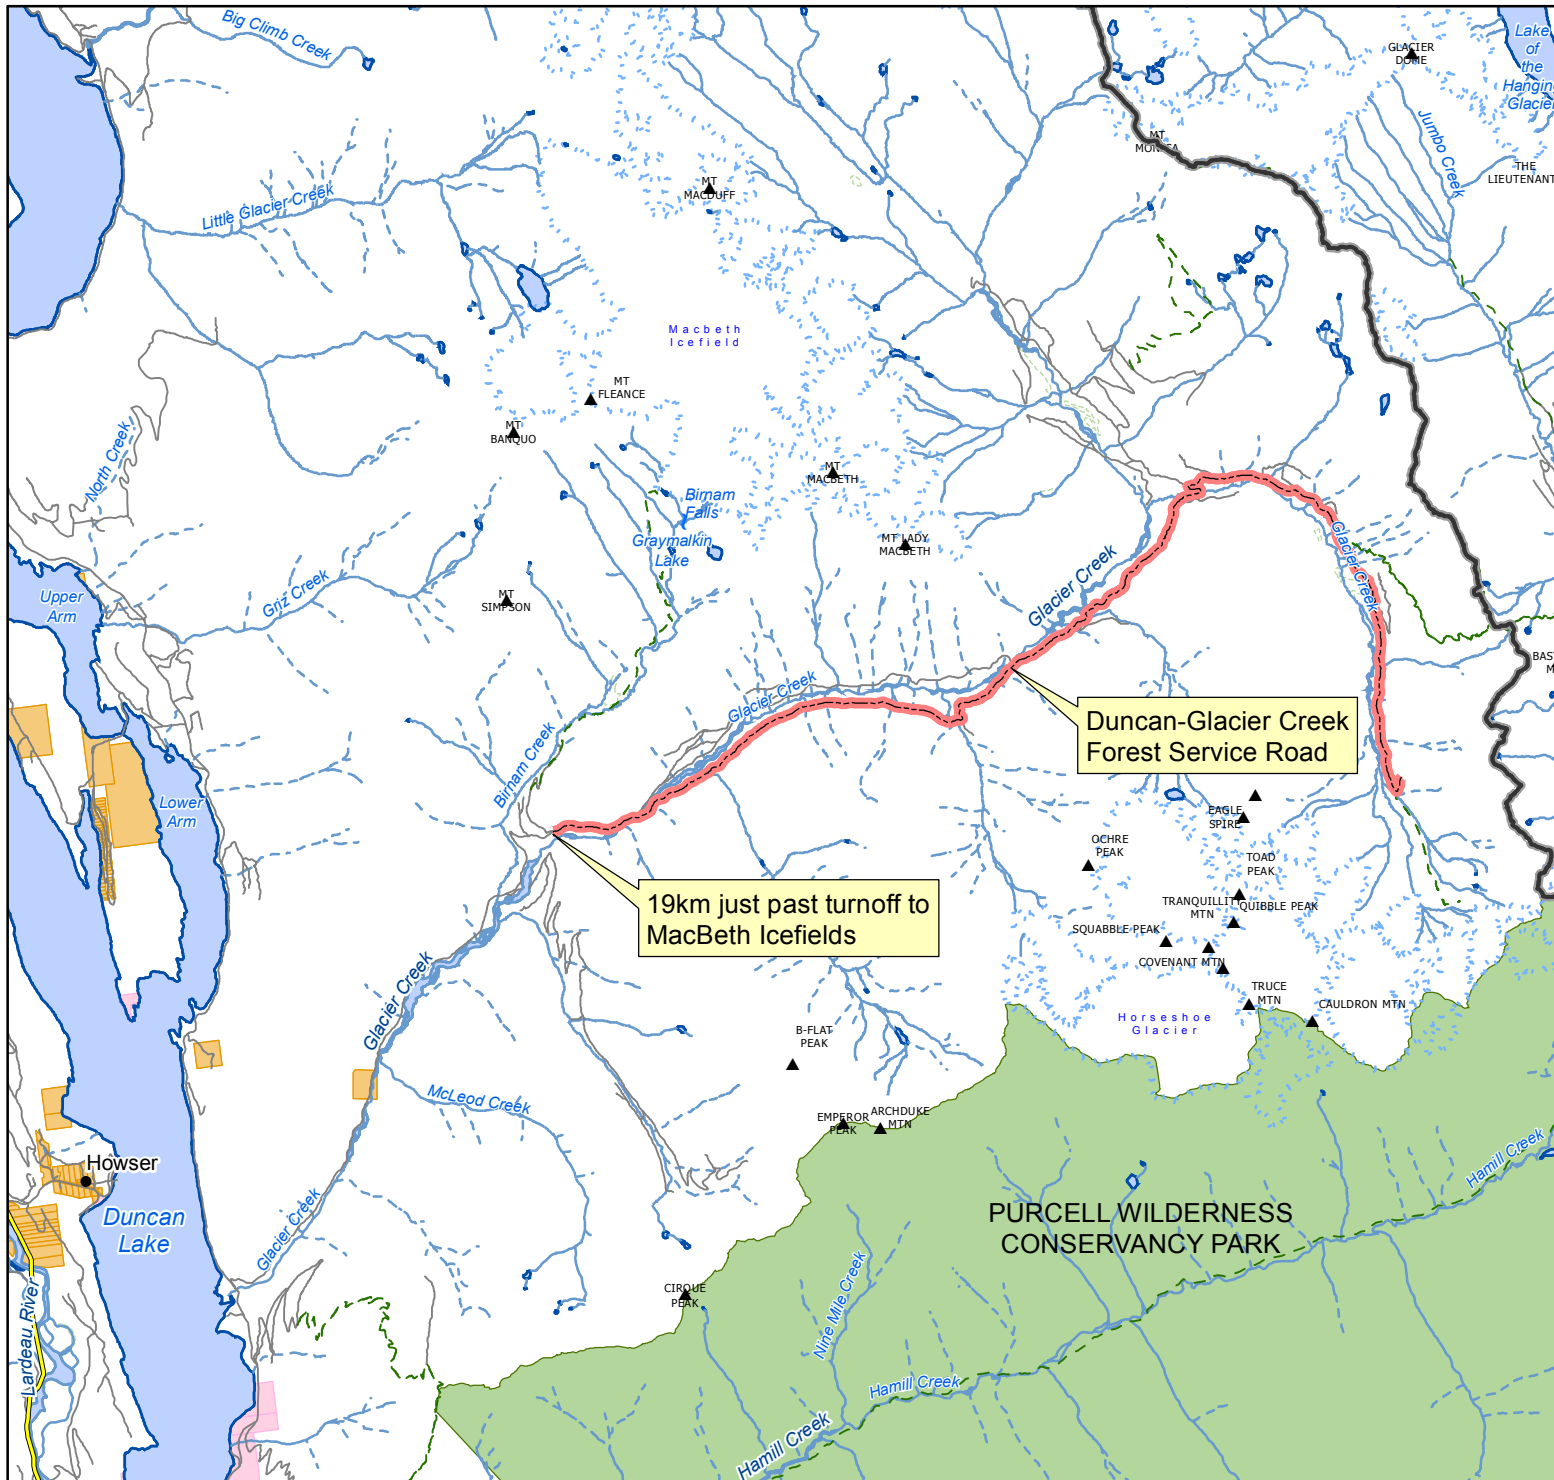 Big Climb Creek
GLACIER
DOME
Lake
of
the
Hanging
Glacier
Jumbo Creek
MT
MONICA
THE
LIEUTENANT
MT
MACDUFF
Little Glacier Creek
Macbeth
Icefield
MT
FLEANCE
MT
BANQUO
North Creek
MT
MACBETH
Birnam
Falls
Graymalkin
Lake
MT LADY
MACBETH
Glacier Creek
Glacier Creek
Upper
Arm
Griz Creek
MT
SIMPSON
Glacier Creek
Duncan-Glacier Creek
Forest Service Road
Birnam Creek
Lower
Arm
EAGLE
SPIRE
OCHRE
PEAK
TOAD
PEAK
19km just past turnoff to
MacBeth Icefields
TRANQUILLITY
MTN
QUIBBLE PEAK
SQUABBLE PEAK
COVENANT MTN
Glacier Creek
TRUCE
MTN
CAULDRON MTN
Horseshoe
Glacier
B-FLAT
PEAK
McLeod Creek
EMPEROR
PEAK
ARCHDUKE
MTN
Howser
Hamill Creek
Duncan
Lake
Glacier Creek
PURCELL WILDERNESS
CONSERVANCY PARK
CIRQUE
PEAK
Nine Mile Creek
Lardeau River
Hamill Creek
Hamill Creek